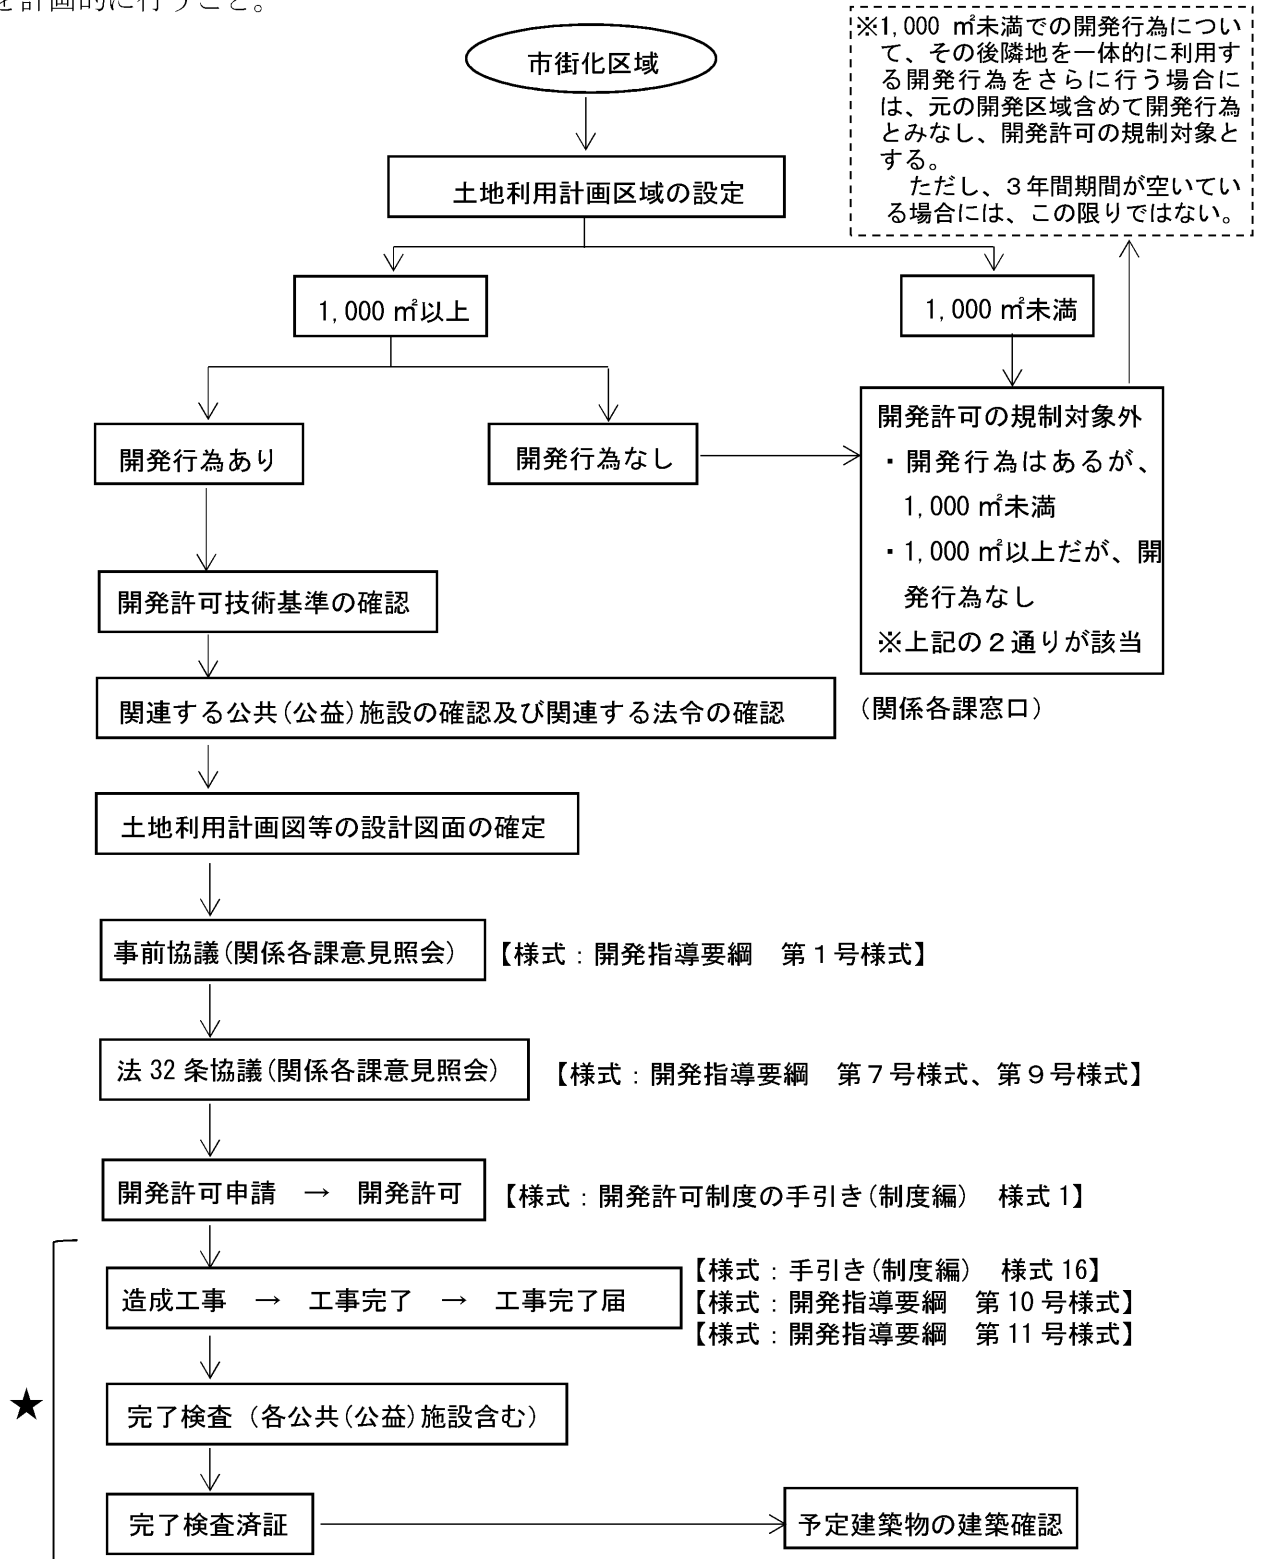 を計画的に行うこと。
市街化区域
※1,000 ㎡未満での開発行為につい
て、その後隣地を一体的に利用す
る開発行為をさらに行う場合に
は、元の開発区域含めて開発行為
とみなし、開発許可の規制対象と
する。
ただし、３年間期間が空いてい
る場合には、この限りではない。
土地利用計画区域の設定
1,000 ㎡以上
1,000 ㎡未満
開発行為あり
開発行為なし
開発許可の規制対象外
・開発行為はあるが、
1,000 ㎡未満
・1,000 ㎡以上だが、開
発行為なし
※上記の２通りが該当
開発許可技術基準の確認
関連する公共(公益)施設の確認及び関連する法令の確認
(関係各課窓口)
土地利用計画図等の設計図面の確定
事前協議(関係各課意見照会)
【様式：開発指導要綱　第１号様式】
法 32 条協議(関係各課意見照会)
【様式：開発指導要綱　第７号様式、第９号様式】
開発許可申請　→　開発許可
【様式：開発許可制度の手引き(制度編)　様式 1】
造成工事　→　工事完了　→　工事完了届
【様式：手引き(制度編)　様式 16】
【様式：開発指導要綱　第 10 号様式】
【様式：開発指導要綱　第 11 号様式】
★
完了検査（各公共(公益)施設含む）
完了検査済証
予定建築物の建築確認